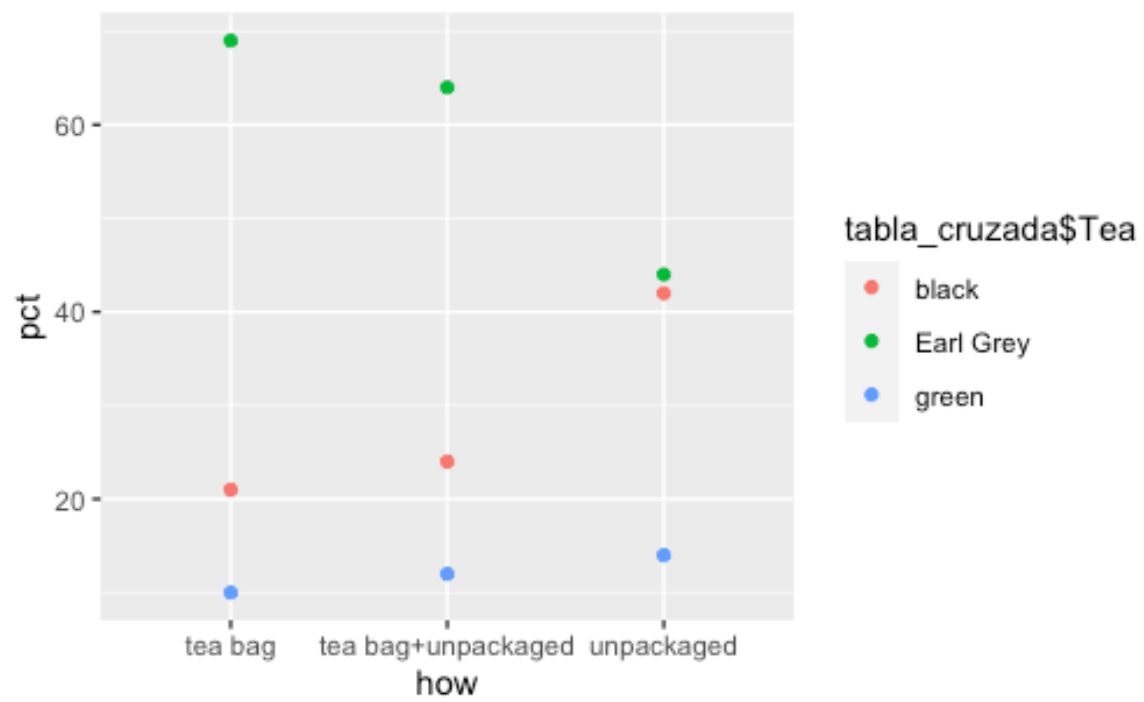 60
40
20
pct
tea bag
tea bag+unpackaged
unpackaged
how
tabla_cruzada$Tea
black
Earl Grey
green